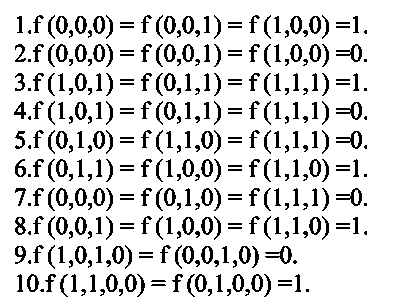 1.f (0,0,0) = f (0,0,1) = f (1,0,0) =1.
2.f (0,0,0) = f (0,0,1) = f (1,0,0) =0.
3.f (1,0,1) = f (0,1,1) = f (1,1,1) =1.
4.f (1,0,1) = f (0,1,1) = f (1,1,1) =0.
5.f (0,1,0) = f (1,1,0) = f (1,1,1) =0.
6.f (0,1,1) = f (1,0,0) = f (1,1,0) =1.
7.f (0,0,0) = f (0,1,0) = f (1,1,1) =0.
8.f (0,0,1) = f (1,0,0) = f (1,1,0) =1.
9.f (1,0,1,0) = f (0,0,1,0) =0.
10.f (1,1,0,0) = f (0,1,0,0) =1.